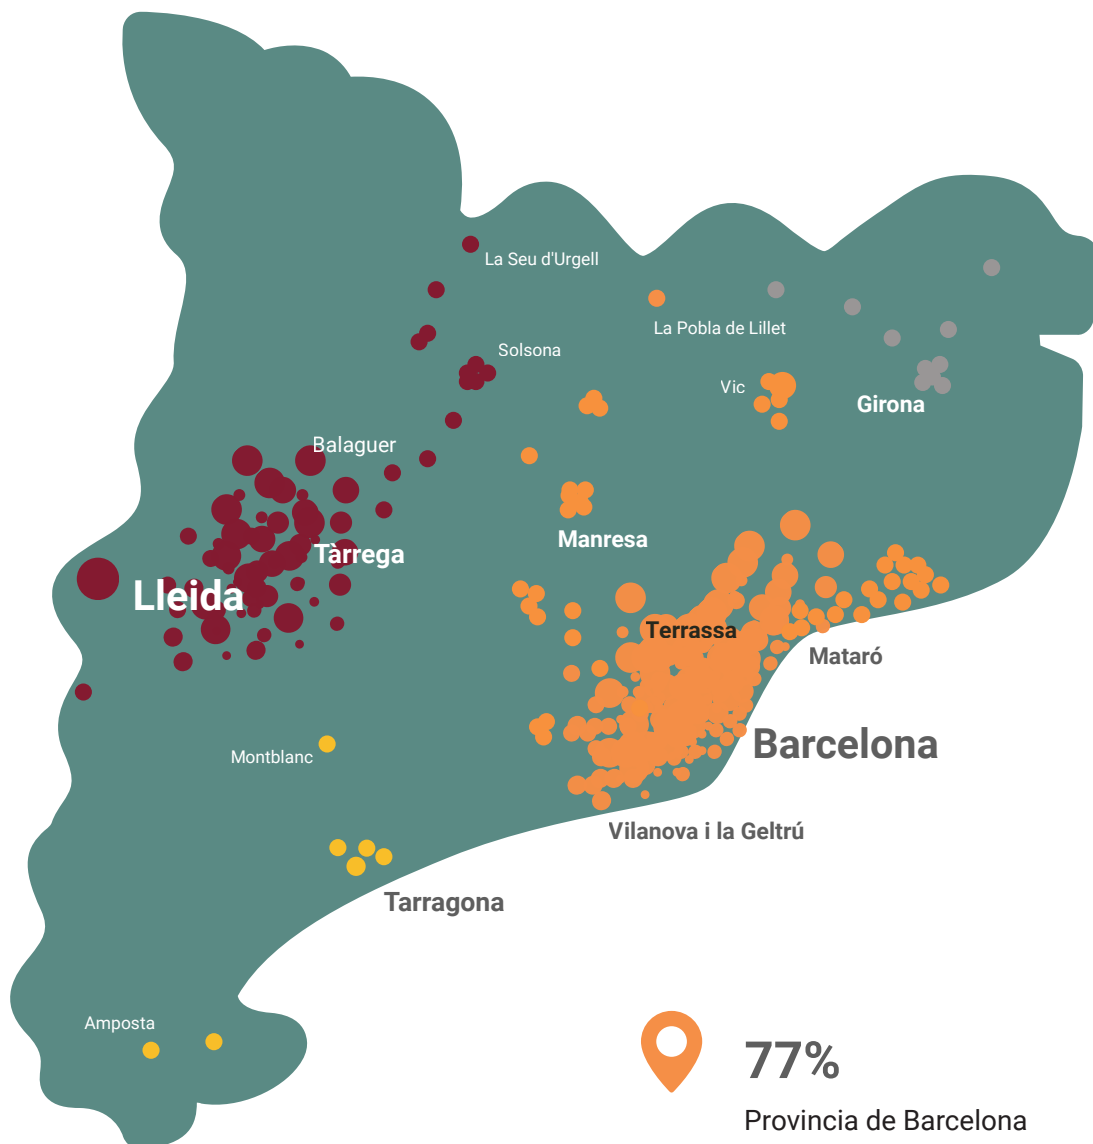 La Seu d'Urgell
La Pobla de Lillet
Solsona
Vic
Girona
Balaguer
Manresa
Tàrrega
Lleida
Terrassa
Mataró
Barcelona
Montblanc
Vilanova i la Geltrú
Tarragona
Amposta
77%
Provincia de Barcelona